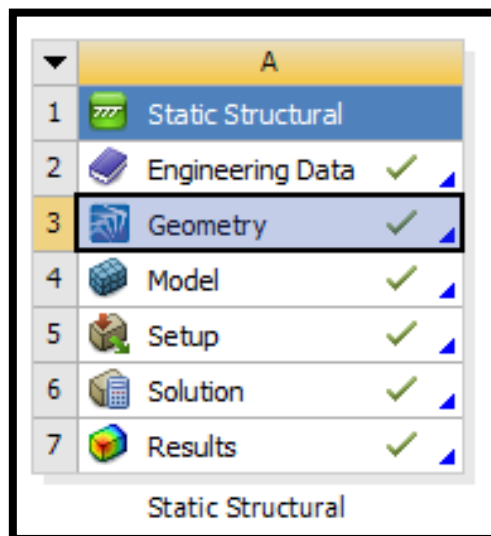 A
1 Static Structural
2 Engineering Data
3 Geometry
4 Model
5 Setup
6 Solution
7 Results
Static Structural